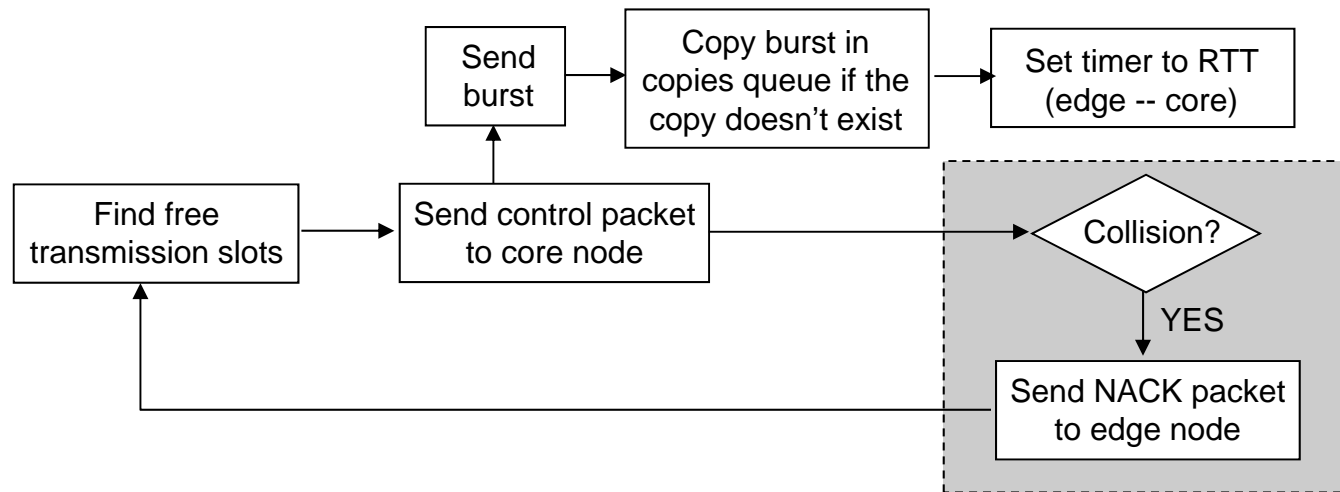 Send
burst
Copy burst in
copies queue if the
copy doesn’t exist
Set timer to RTT
(edge -- core)
Find free
transmission slots
Send control packet
to core node
Collision?
YES
Send NACK packet
to edge node